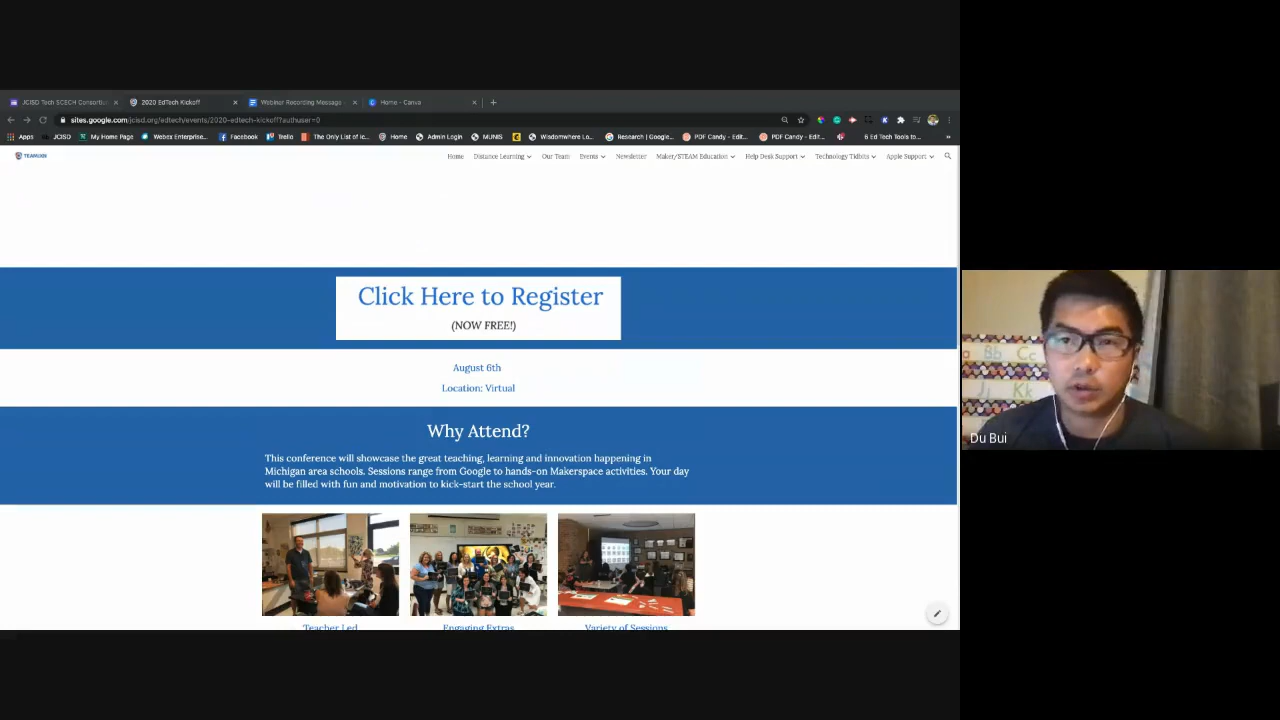 JCISD Tech SCECH Consortiu
2020 EdTech Kickoff
Webinar Recording Message -
Home - Canva
sites.google.com/jcisd.org/edtech/events/2020-edtech-kickoff?authuser=0
Apps
JCISD
My Home Page
Webex Enterprise...
Facebook
Trello
The Only List of Ic...
Home
Admin Login
MUNIS
Wisdomwhere Lo...
Research | Google...
PDF Candy - Edit...
PDF Candy - Edit...
6 Ed Tech Tools to...
Home
Distance Learning
Our Team
Events
Newsletter
Maker/STEAM Education
Help Desk Support
Technology Tidbits
Apple Support
Click Here to Register
(NOW FREE!)
August 6th
Location: Virtual
Why Attend?
This conference will showcase the great teaching, learning and innovation happening in
Michigan area schools. Sessions range from Google to hands-on Makerspace activities. Your day
will be filled with fun and motivation to kick-start the school year.
Teacher Led
Engaging Extras
Variety of Sessions
a Bb Cc
Kk
Du Bui